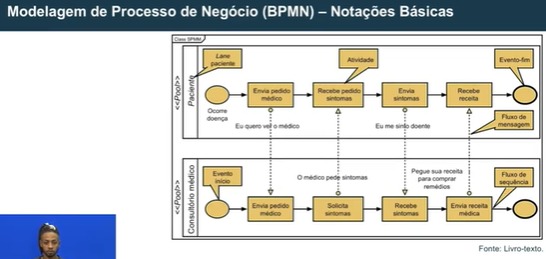 Modelagem de Processo de Negócio (BPMN) – Notações Básicas
Class BPMN
Lane
paciente
Atividade
Evento-fim
<<Pool>>
Paciente
Envia pedido
médico
Recebe pedido
sintomas
Envia
sintomas
Recebe
receita
Ocorre
doença
Eu quero ver o médico
Eu me sinto doente
Fluxo de
mensagem
Evento
início
O médico pede sintomas
Pegue sua receita
para comprar
remédios
Fluxo de
sequência
<<Pool>>
Consultório médico
Envia pedido
médico
Solicita
sintomas
Recebe
sintomas
Envia receita
médica
Fonte: Livro-texto.